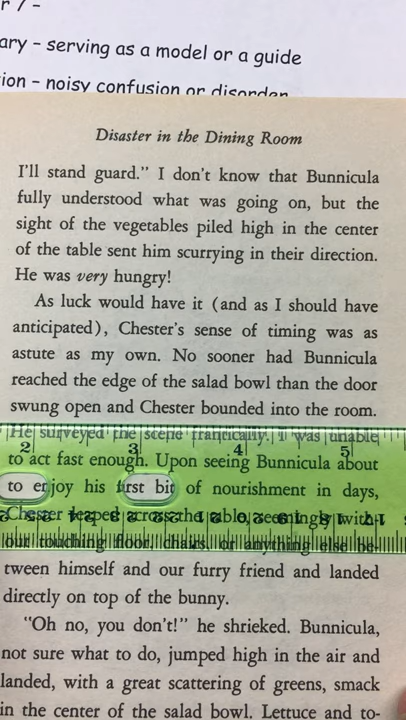 ary – serving as a model or a guide
ion – noisy confusion or disorder
Disaster in the Dining Room
I'll stand guard." I don't know that Bunnicula
fully understood what was going on, but the
sight of the vegetables piled high in the center
of the table sent him scurrying in their direction.
He was very hungry!
As luck would have it (and as I should have
anticipated), Chester's sense of timing was as
astute as my own. No sooner had Bunnicula
reached the edge of the salad bowl than the door
swung open and Chester bounded into the room.
He surveyed the scene frantically. I was unable
2 3 4 5
to act fast enough. Upon seeing Bunnicula about
to enjoy his first bit of nourishment in days,
Chester leaped across the table, seemingly with-
out touching floor, chairs, or anything else be-
tween himself and our furry friend and landed
directly on top of the bunny.
"Oh no, you don't!" he shrieked. Bunnicula,
not sure what to do, jumped high in the air and
landed, with a great scattering of greens, smack
in the center of the salad bowl. Lettuce and to-